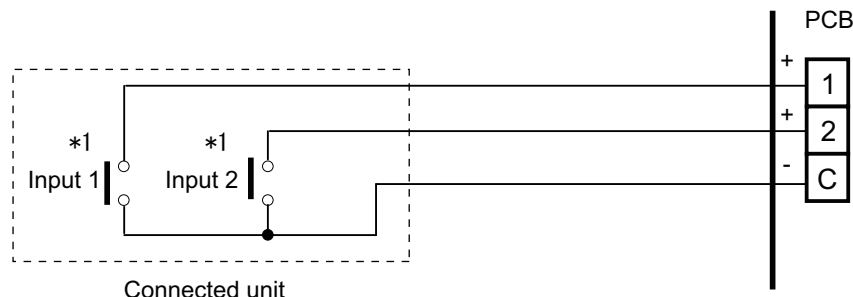 PCB
+
1
+
2
-
C
*1
*1
Input 1
Input 2
Connected unit